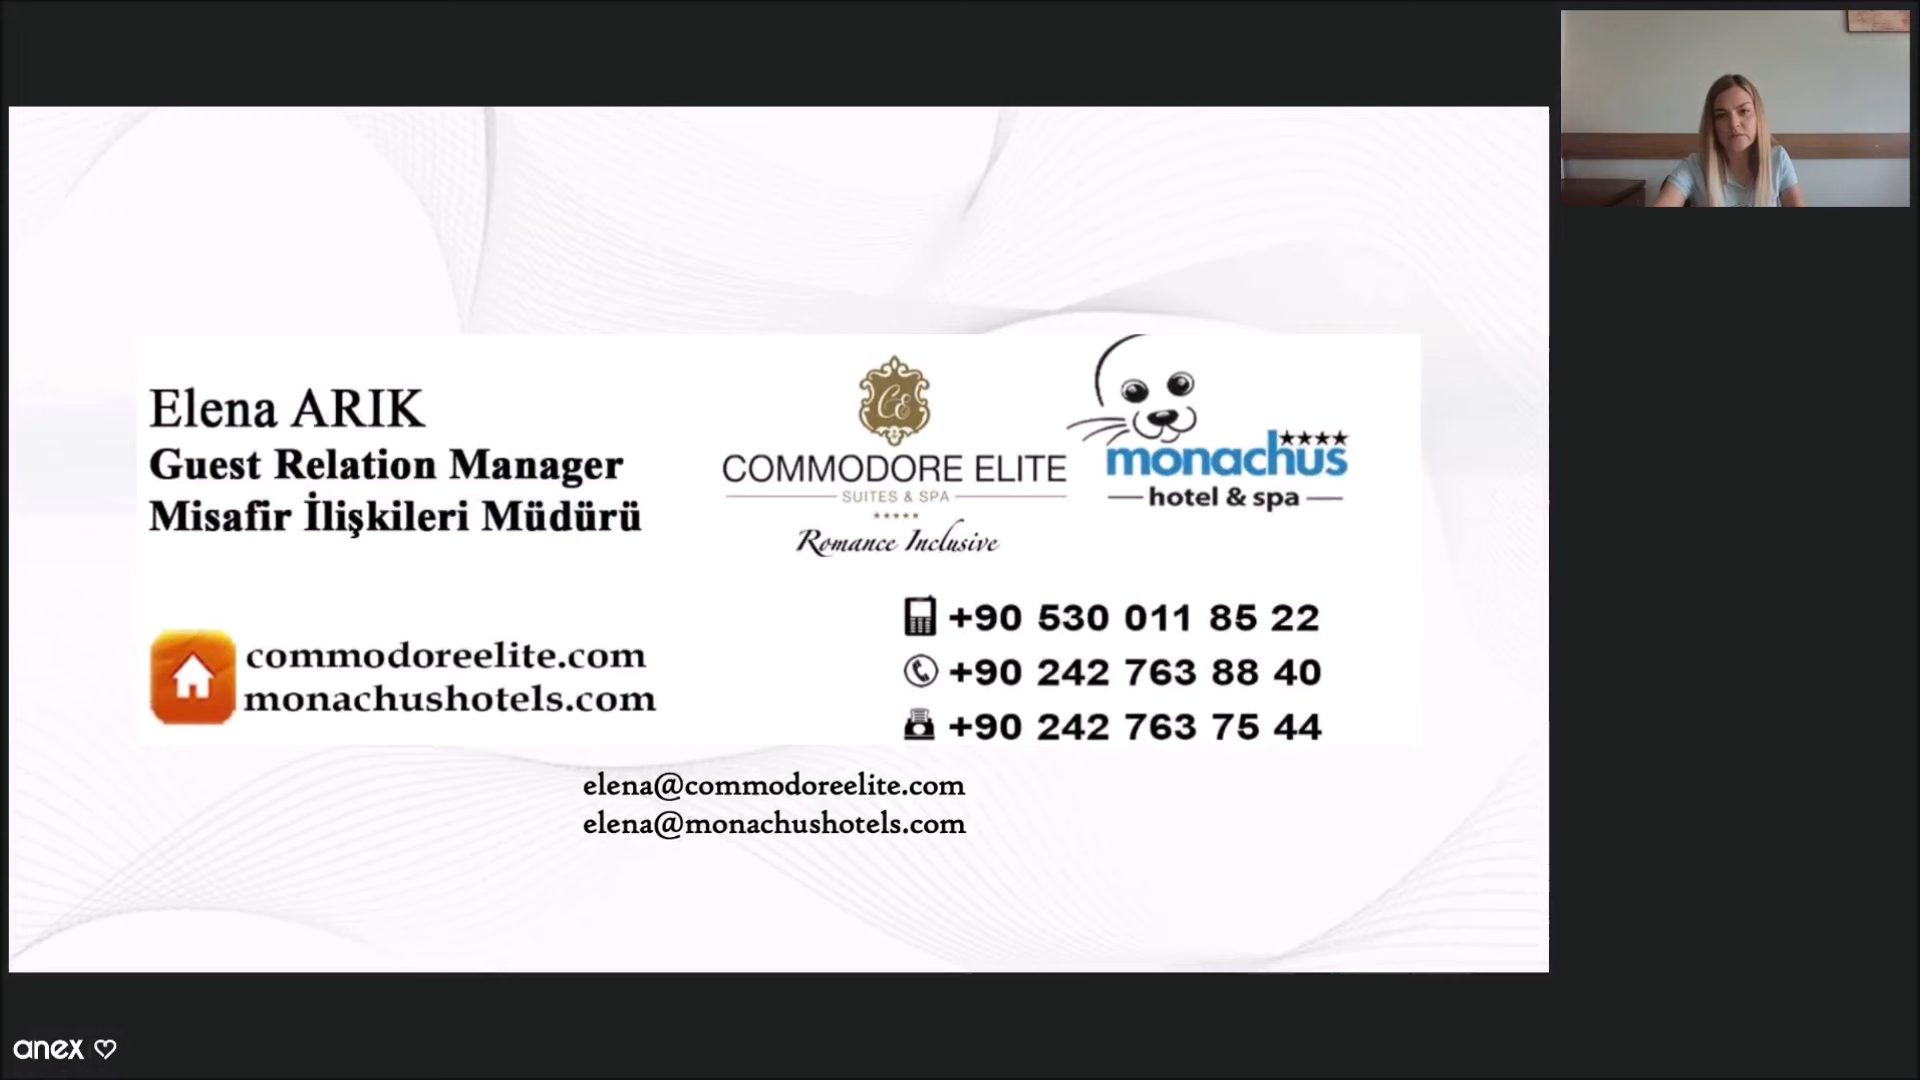 Elena ARIK
Guest Relation Manager
Misafir İlişkileri Müdürü
CE
COMMODORE ELITE
SUITES & SPA
Romance Inclusive
monachus
hotel & spa
commodoreelite.com
monachushotels.com
+90 530 011 85 22
+90 242 763 88 40
+90 242 763 75 44
elena@commodoreelite.com
elena@monachushotels.com
anex